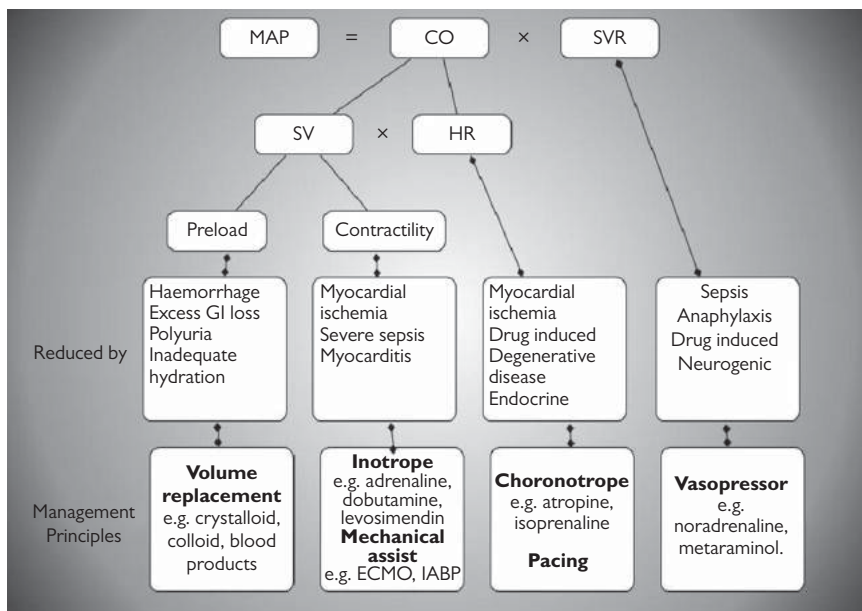 MAP = CO × SVR
SV × HR
Preload
Contractility
Reduced by
Haemorrhage
Excess GI loss
Polyuria
Inadequate
hydration
Myocardial
ischemia
Severe sepsis
Myocarditis
Myocardial
ischemia
Drug induced
Degenerative
disease
Endocrine
Sepsis
Anaphylaxis
Drug induced
Neurogenic
Management
Principles
Volume
replacement
e.g. crystalloid,
colloid, blood
products
Inotrope
e.g. adrenaline,
dobutamine,
levosimendin
Mechanical
assist
e.g. ECMO, IABP
Choronotrope
e.g. atropine,
isoprenaline
Pacing
Vasopressor
e.g.
noradrenaline,
metaraminol.